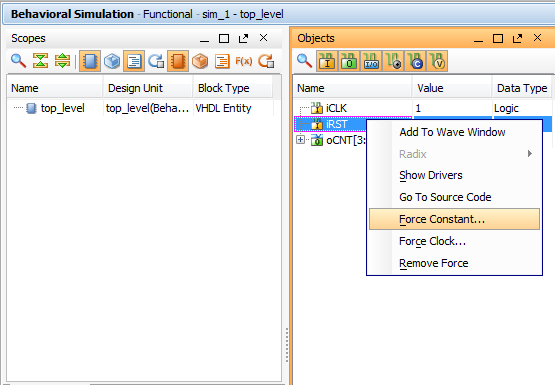 Behavioral Simulation - Functional - sim_1 - top_level
Scopes
F(x)
Name Design Unit Block Type
top_level top_level(Beha... VHDL Entity
Objects
I O I/O C V
Name Value Data Type
iCLK 1 Logic
iRST
oCNT[3:
Add To Wave Window
Radix
Show Drivers
Go To Source Code
Force Constant...
Force Clock...
Remove Force